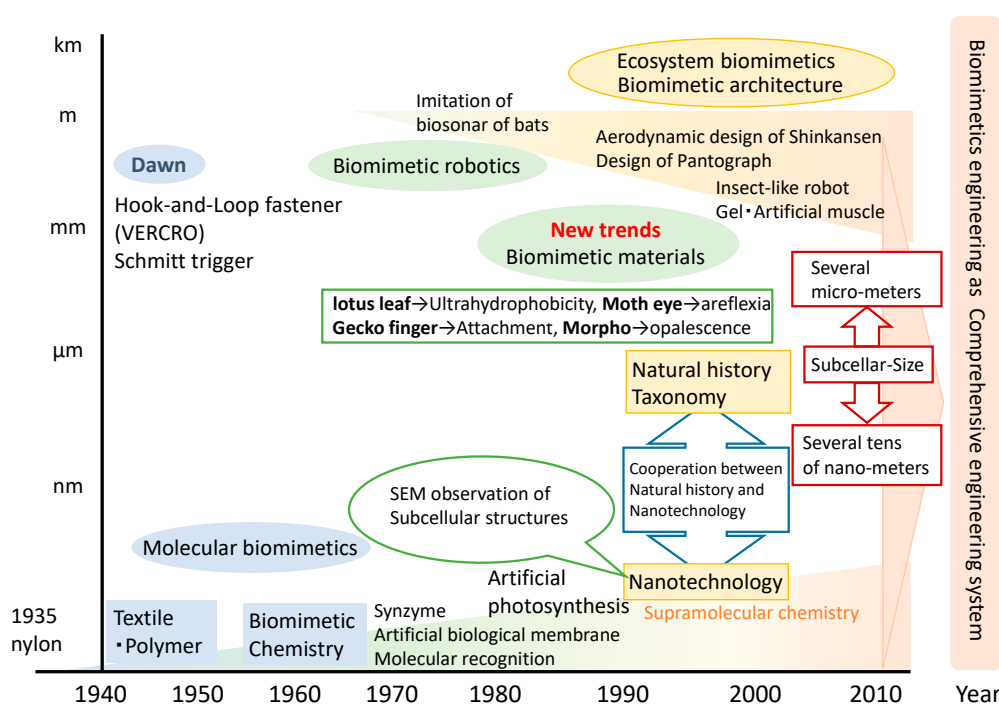 km
m
mm
μm
nm
1935
nylon
Ecosystem biomimetics
Biomimetic architecture
Imitation of
biosonar of bats
Aerodynamic design of Shinkansen
Design of Pantograph
Dawn
Biomimetic robotics
Insect-like robot
Gel・Artificial muscle
Hook-and-Loop fastener
(VERCRO)
Schmitt trigger
New trends
Biomimetic materials
Several
micro-meters
lotus leaf→Ultrahydrophobicity, Moth eye→areflexia
Gecko finger→Attachment, Morpho→opalescence
Subcellar-Size
Natural history
Taxonomy
Several tens
of nano-meters
Cooperation between
Natural history and
Nanotechnology
SEM observation of
Subcellular structures
Molecular biomimetics
Nanotechnology
Artificial
photosynthesis
Supramolecular chemistry
Textile
・Polymer
Biomimetic
Chemistry
Synzyme
Artificial biological membrane
Molecular recognition
1940 1950 1960 1970 1980 1990 2000 2010 Year
Biomimetics engineering as Comprehensive engineering system